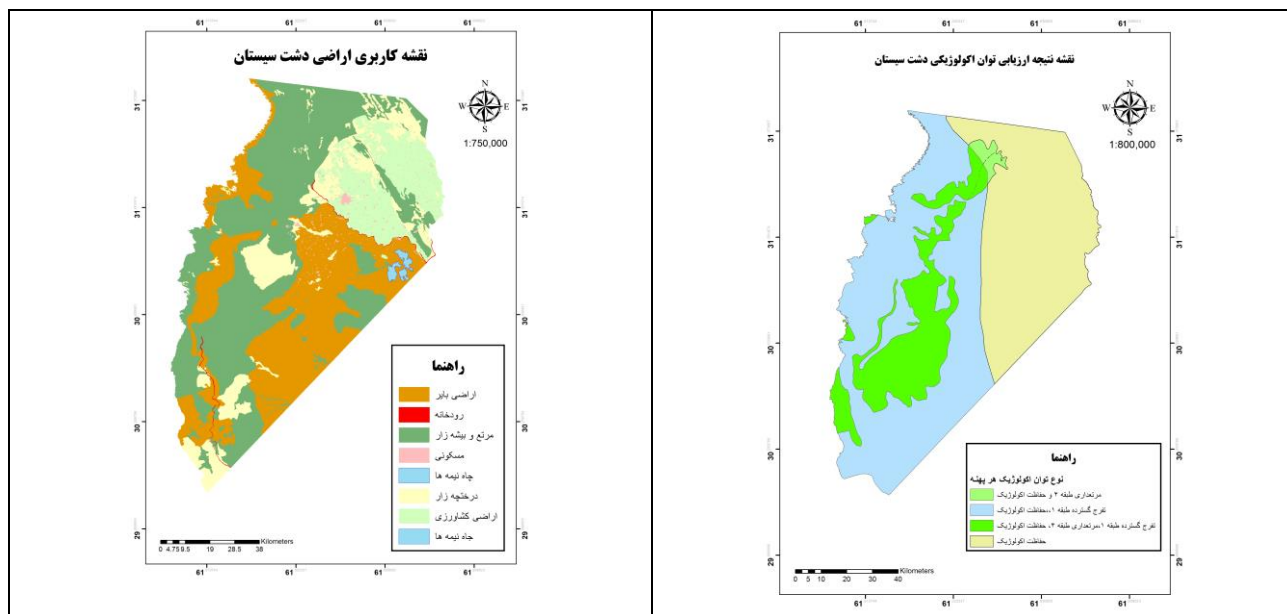 61 61 61 61
نقشه کاربری اراضی دشت سیستان
N
W E
S
1:750,000
31 31
31 31
30 30
30 30
29 29
راهنما
اراضی بایر
رودخانه
مرتع و بیشه زار
مسکونی
چاه نیمه ها
درختچه زار
اراضی کشاورزی
چاه نیمه ها
Kilometers
0 4.75 9.5 19 28.5 38
61 61 61 61
61 61 61 61
نقشه نتیجه ارزیابی توان اکولوژیکی دشت سیستان
N
W E
S
1:800,000
31 31
31 31
30 30
30 30
29 29
راهنما
نوع توان اکولوژیک هر پهنه
مرتعداری طبقه ۳ و حفاظت اکولوژیک
تفرج گسترده طبقه ۱،حفاظت اکولوژیک
تفرج گسترده طبقه ۱،مرتعداری طبقه ۳، حفاظت اکولوژیک
حفاظت اکولوژیک
Kilometers
0 5 10 20 30 40
61 61 61 61